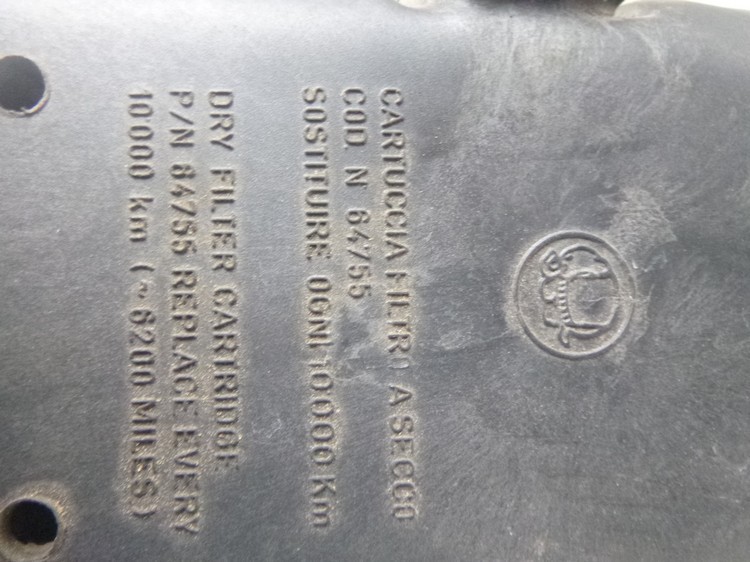 CARTUCCIA FILTRO A SECCO
COD. N 64755
SOSTITUIRE OGNI 10000 Km
DRY FILTER CARTRIDGE
P/N 64755 REPLACE EVERY
10000 km (~6200 MILES)